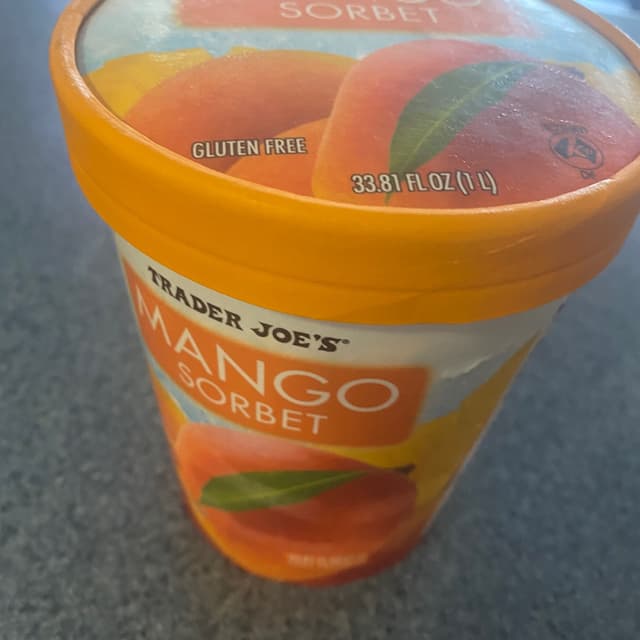 SORBET
GLUTEN FREE
33.81 FL OZ (1 L)
TRADER JOE'S®
MANGO
SORBET